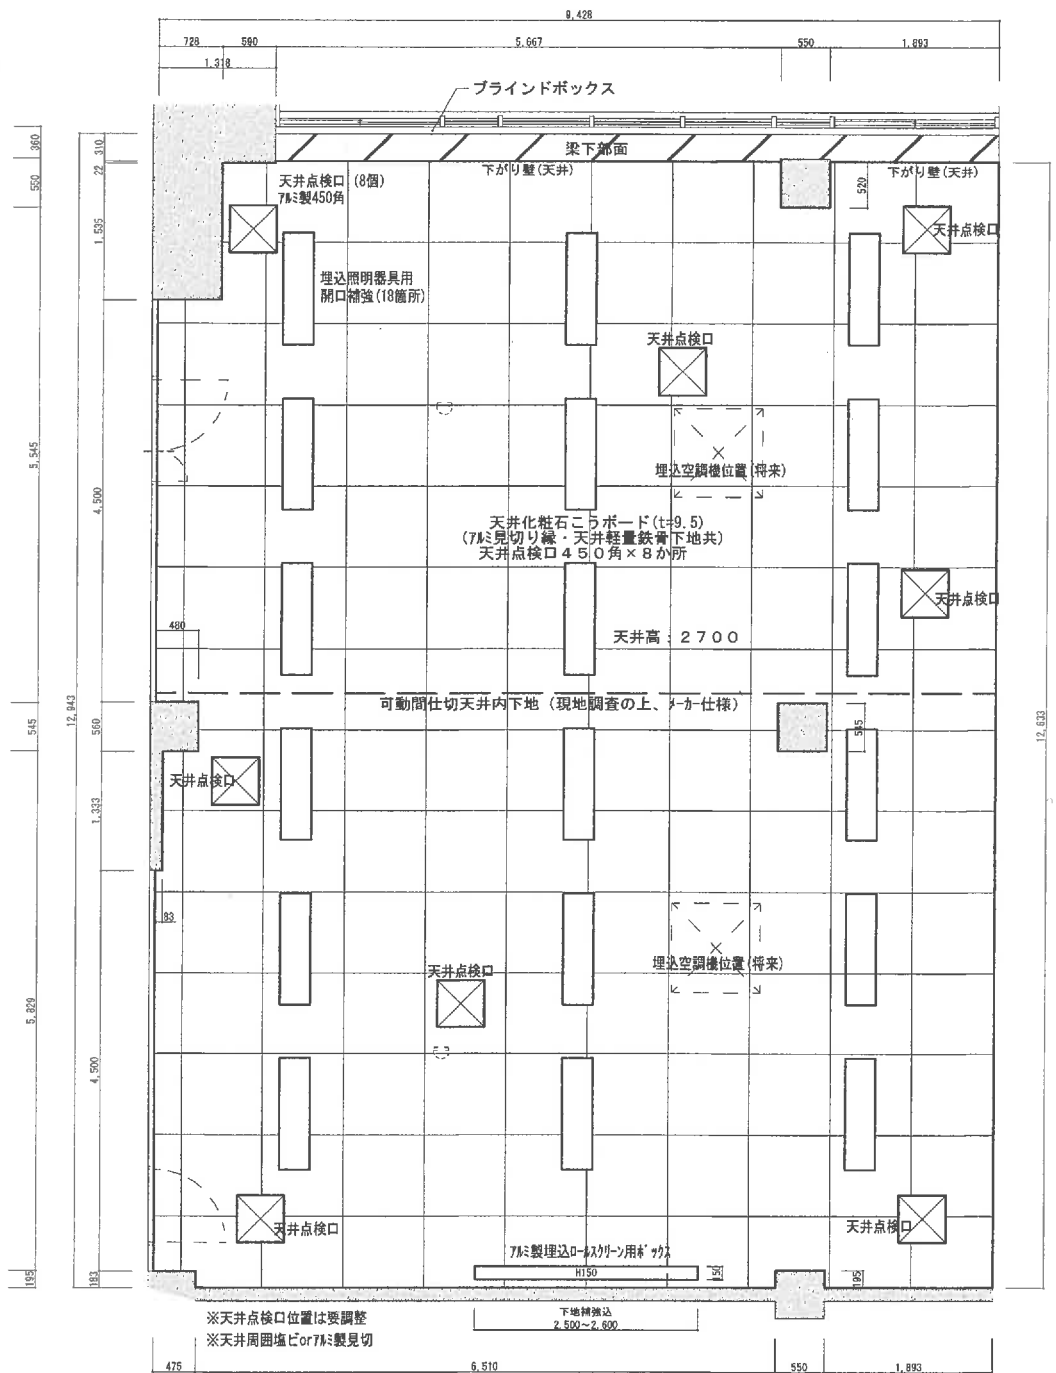 9,428
728
590
5,667
550
1,893
1,318
ブラインドボックス
梁下部面
下がり壁(天井)
下がり壁(天井)
360
310
22
550
520
天井点検口 (8個)
アルミ製450角
天井点検口
1,535
埋込照明器具用
開口補強(18箇所)
天井点検口
5,545
4,500
埋込空調機位置(将来)
天井化粧石こうボード(t=9.5)
(アルミ見切り縁・天井軽量鉄骨下地共)
天井点検口450角×8か所
天井点検口
480
天井高:2700
可動間仕切天井内下地 (現地調査の上、メーカー仕様)
12,943
545
560
545
12,633
天井点検口
1,333
83
埋込空調機位置(将来)
天井点検口
5,829
4,500
天井点検口
天井点検口
アルミ製埋込ロールスクリーン用ボックス
H150
150
195
183
195
※天井点検口位置は要調整
下地補強込
2,500~2,600
※天井周囲塩ビorアルミ製見切
475
6,510
550
1,893